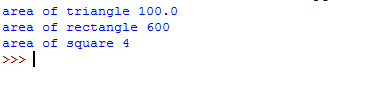 area of triangle 100.0
area of rectangle 600
area of square 4
>>>